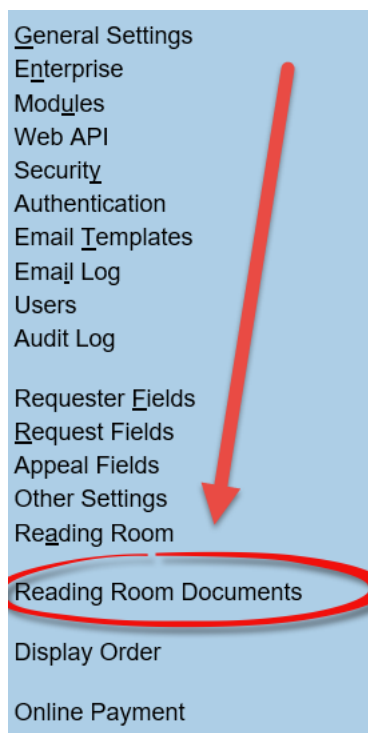 General Settings
Enterprise
Modules
Web API
Security
Authentication
Email Templates
Email Log
Users
Audit Log
Requester Fields
Request Fields
Appeal Fields
Other Settings
Reading Room
Reading Room Documents
Display Order
Online Payment